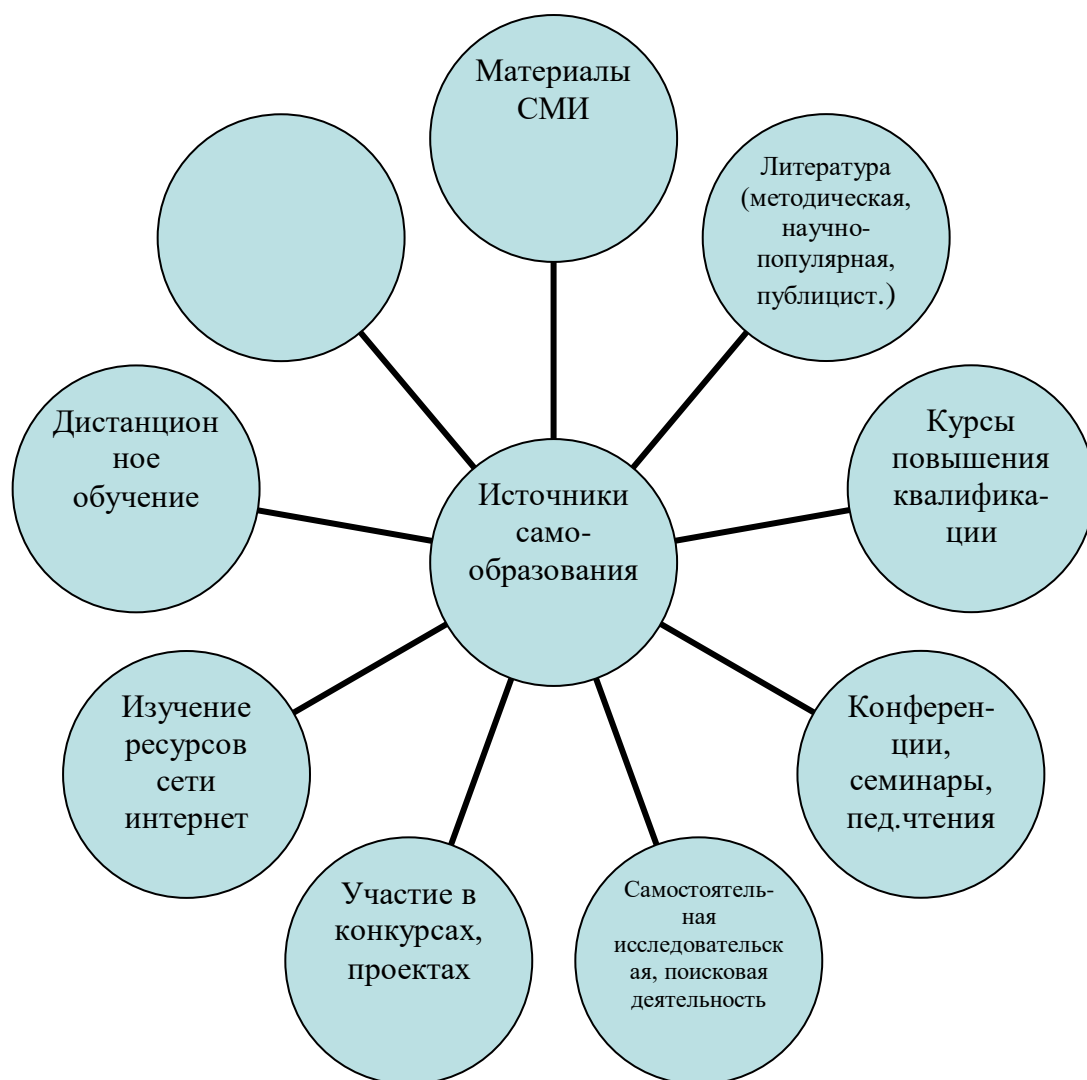 Материалы
СМИ
Литература
(методическая,
научно-
популярная,
публицист.)
Курсы
повышения
квалифика-
ции
Конферен-
ции,
семинары,
пед.чтения
Самостоятель-
ная
исследовательск
ая, поисковая
деятельность
Участие в
конкурсах,
проектах
Изучение
ресурсов
сети
интернет
Дистанцион
ное
обучение
Источники
само-
образования